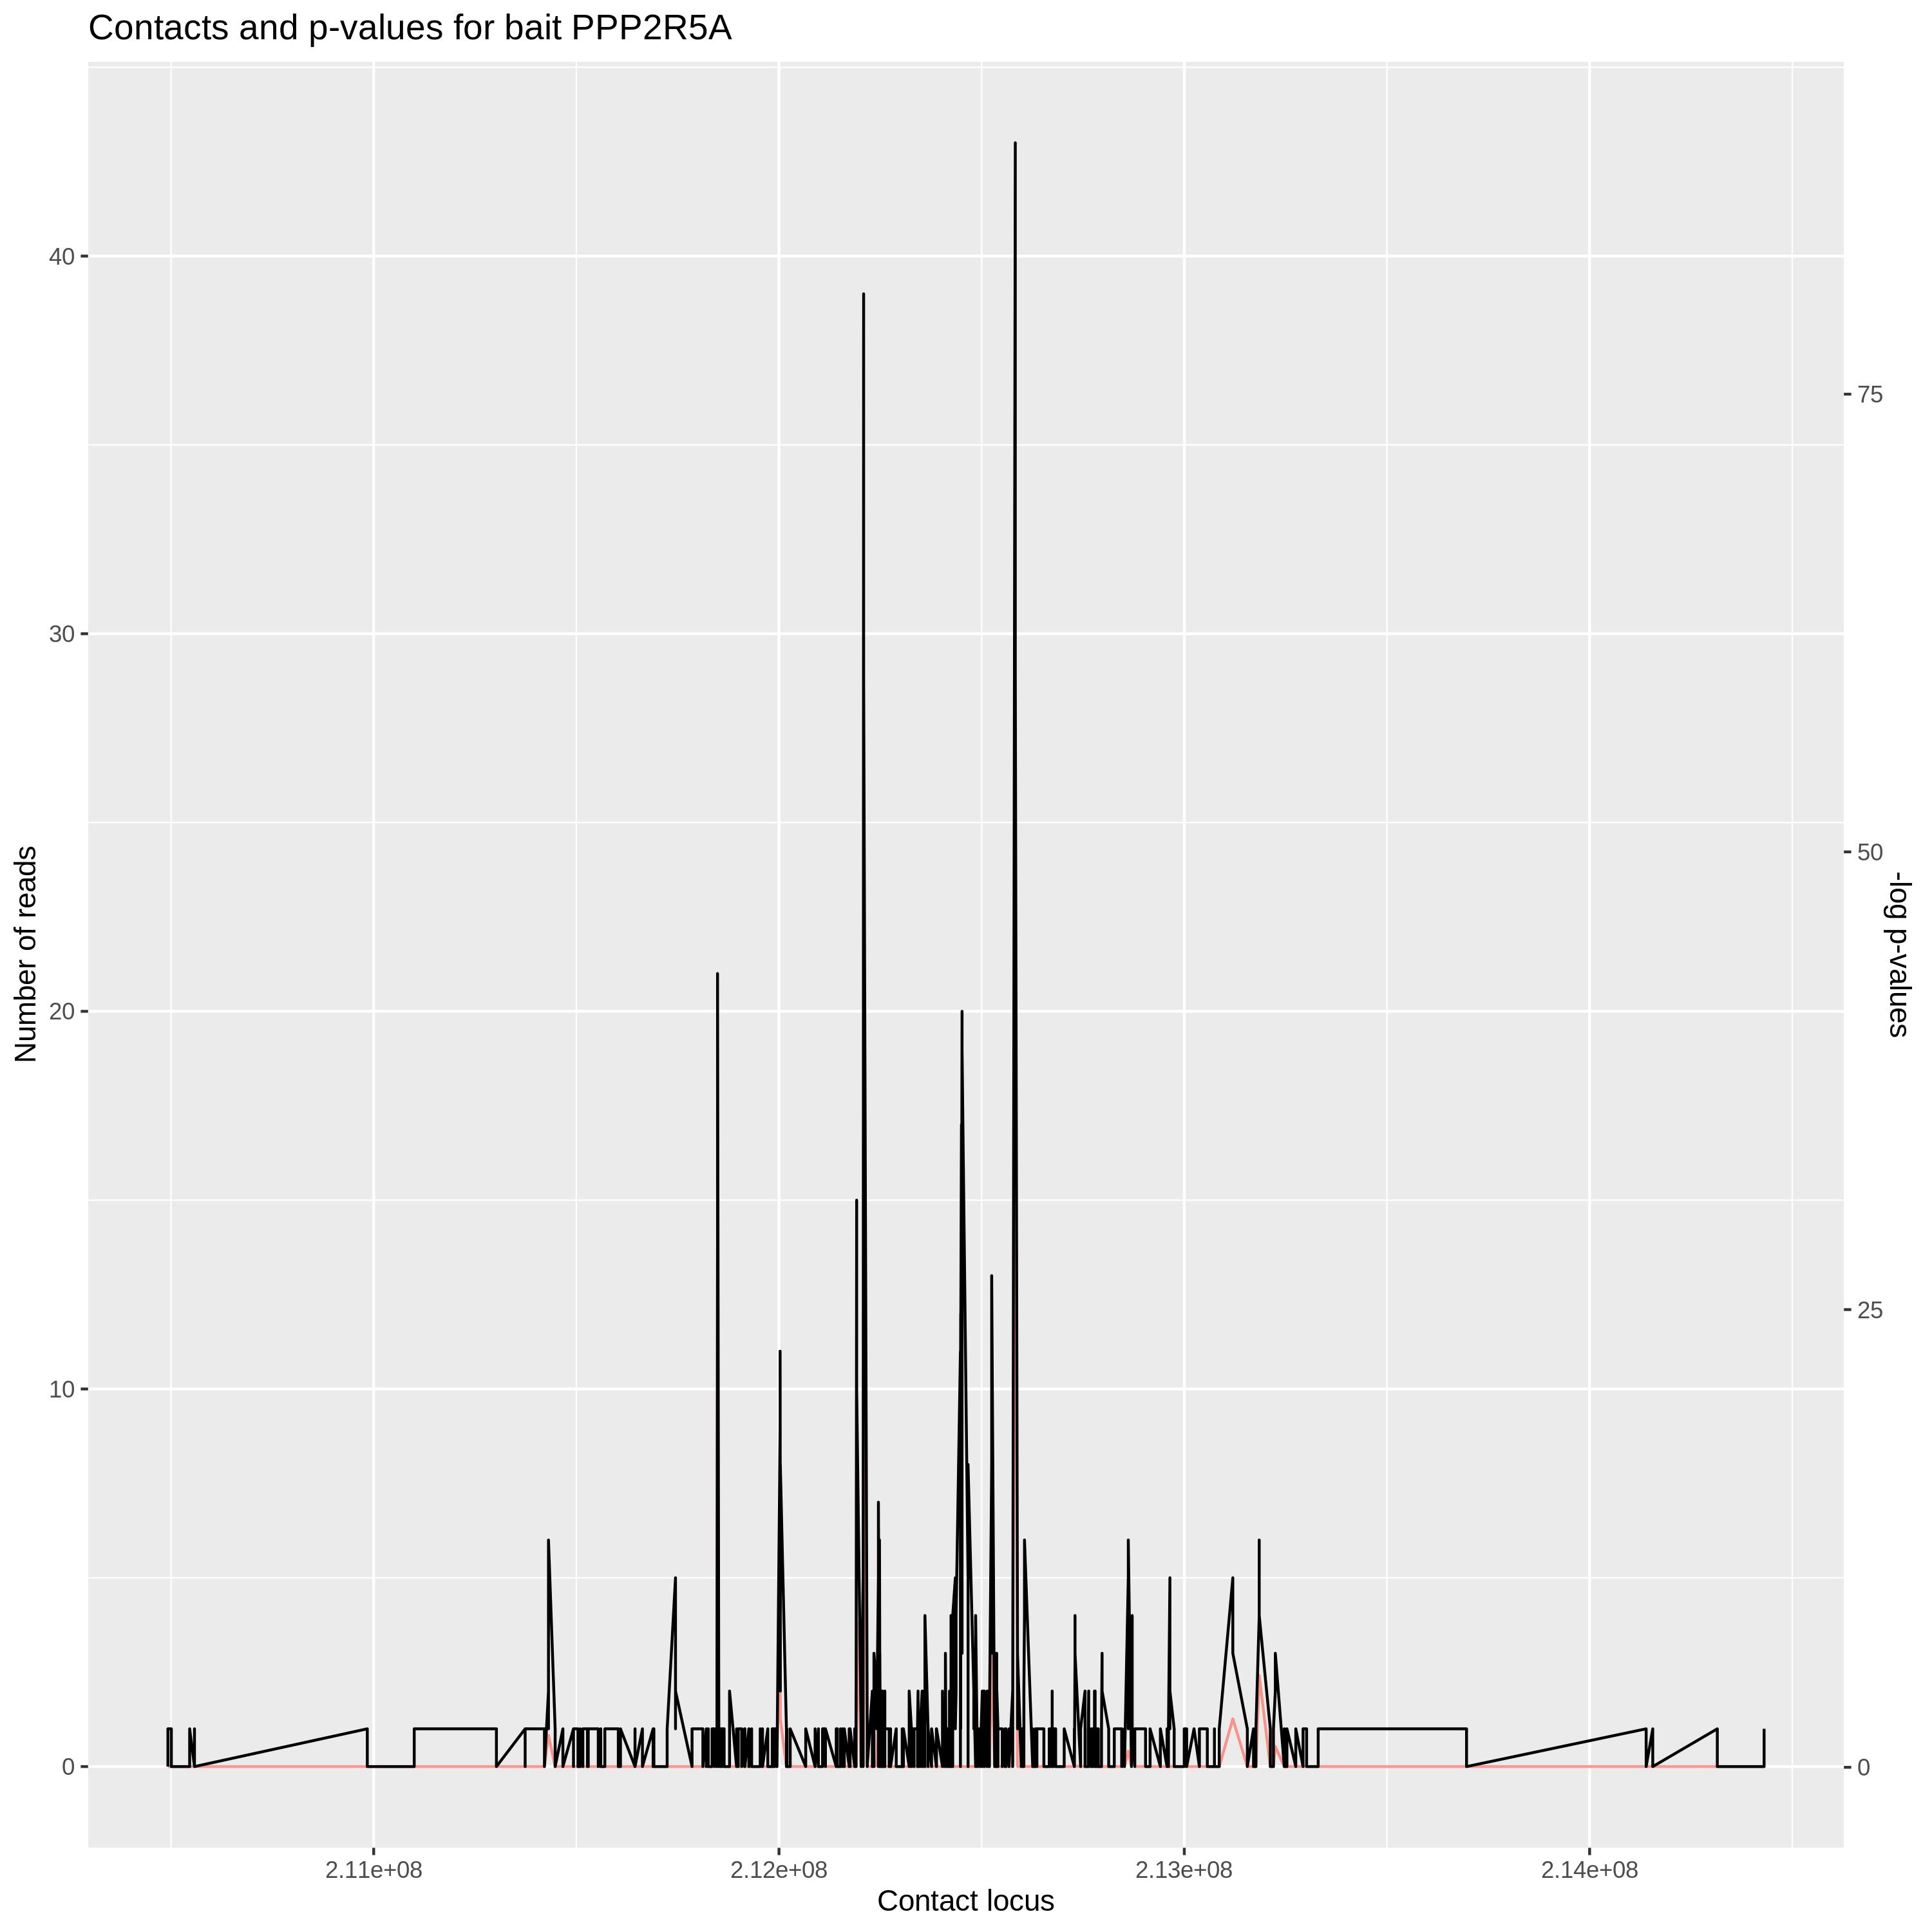 Contacts and p-values for bait PPP2R5A
40
30
20
10
0
Number of reads
75
50
25
0
-log p-values
2.11e+08 2.12e+08 2.13e+08 2.14e+08
Contact locus